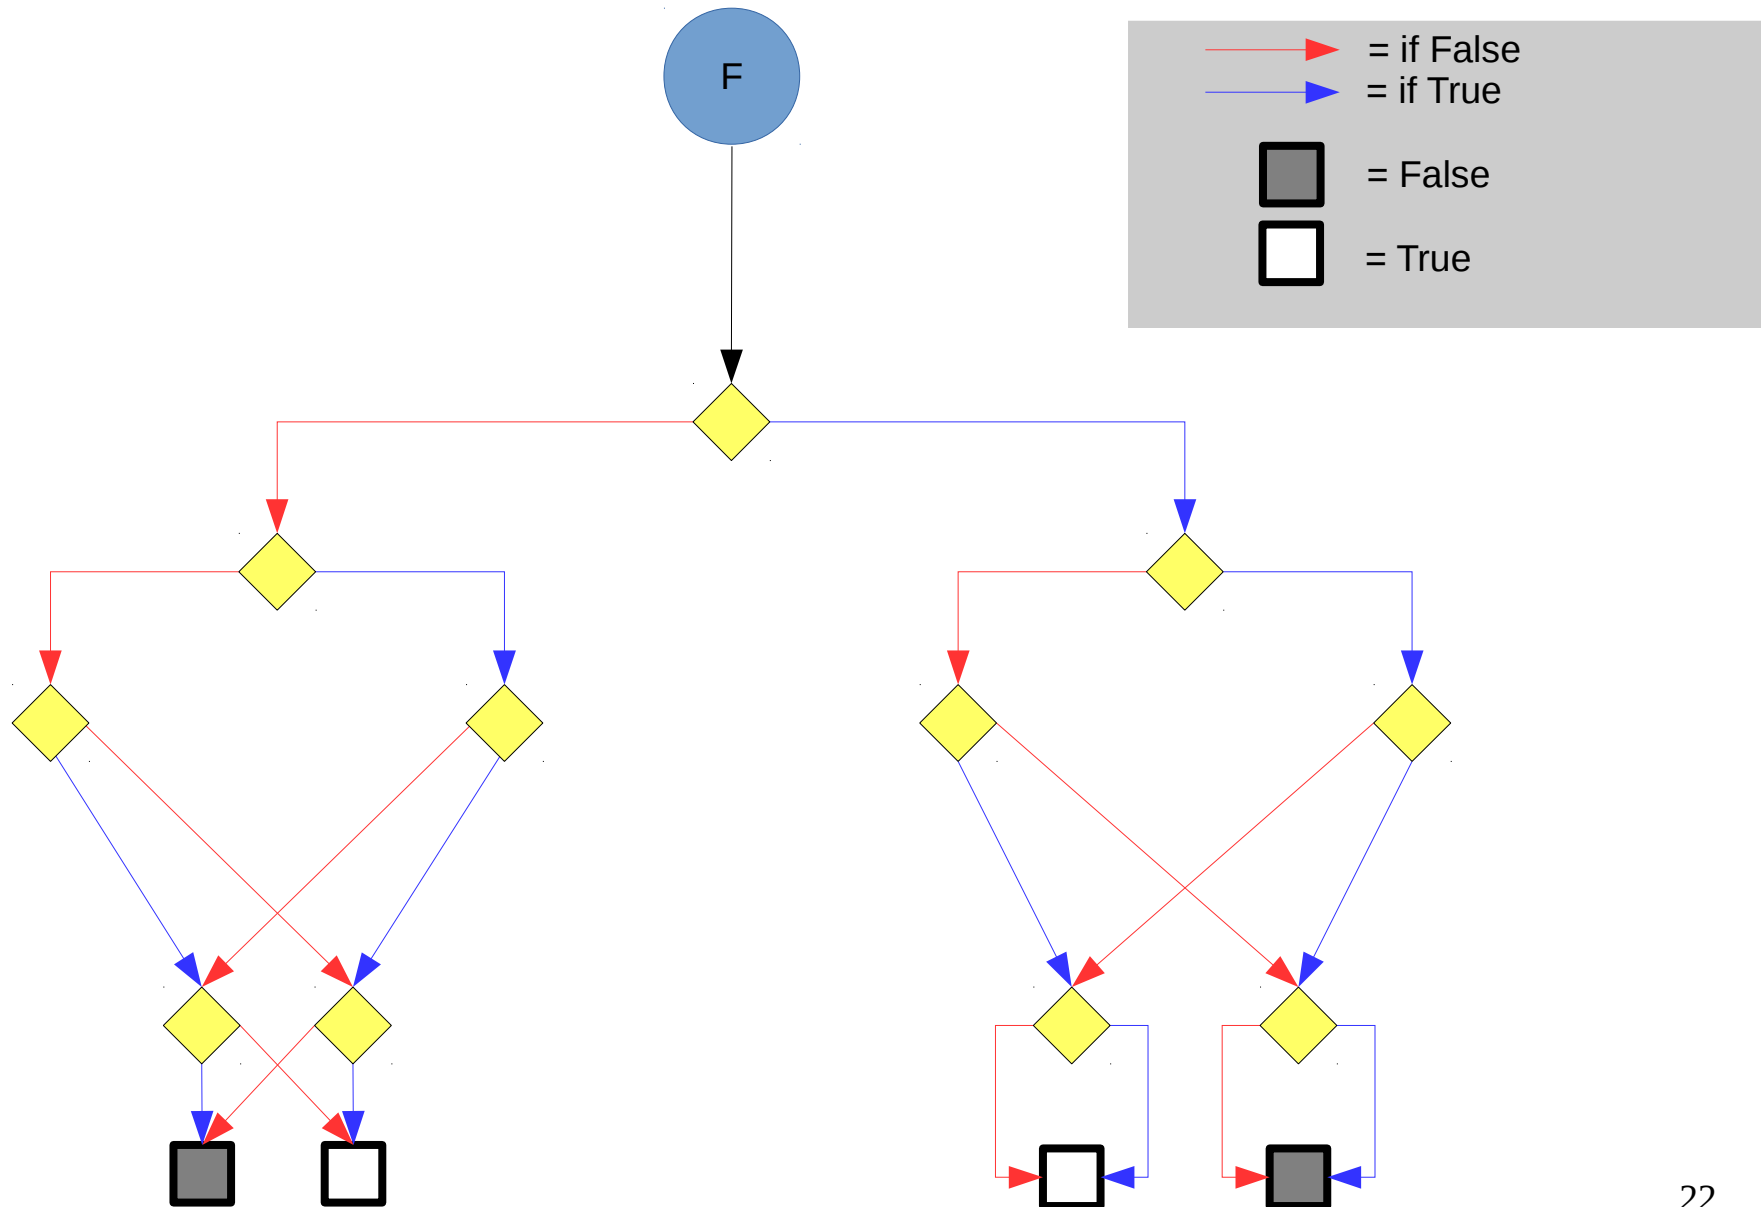 F
= if False
= if True
= False
= True
22